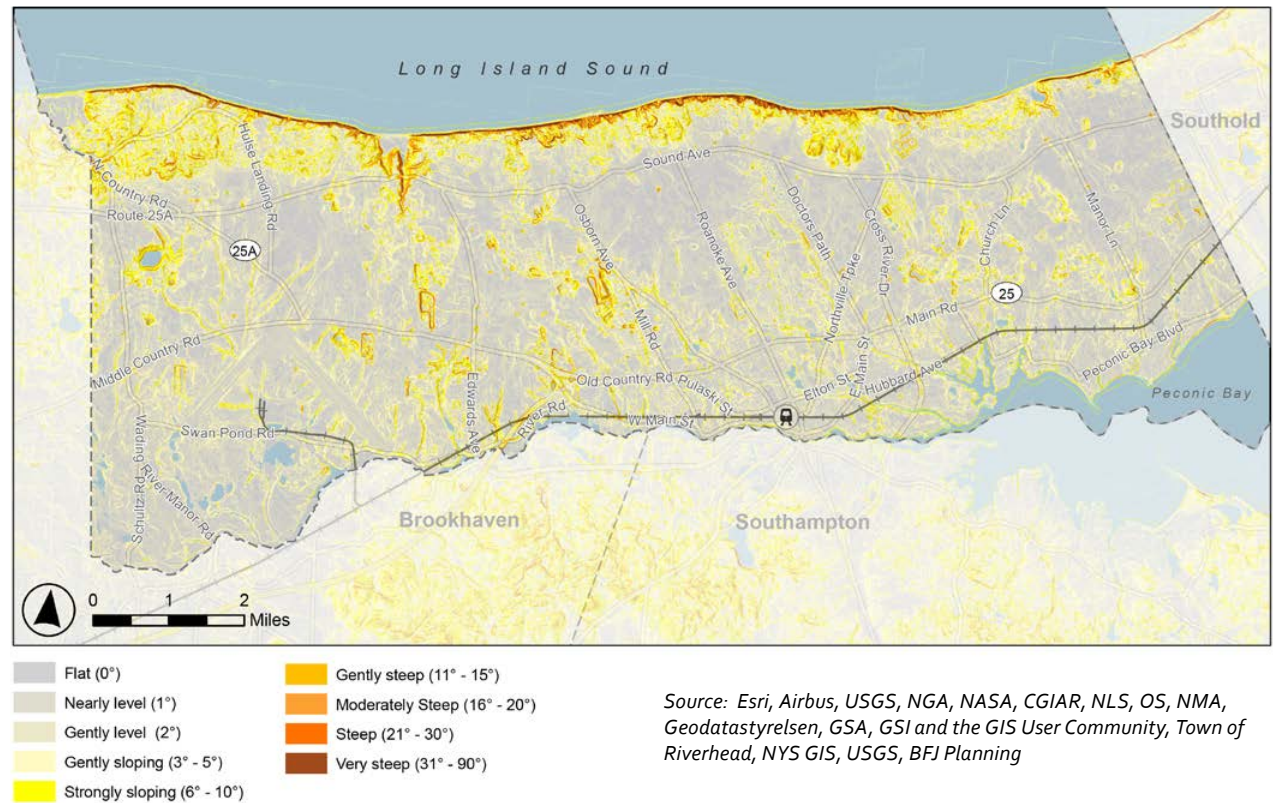 Long Island Sound
Southold
Sound Ave
Hulse Landing Rd
N Country Rd
Route 25A
25A
Osborn Ave
Roanoke Ave
Doctors Path
Cross River Dr
Northville Tpke
Church Ln
Manor Ln
25
Main Rd
Mill Rd
Middle Country Rd
Edwards Ave
Old Country Rd
Pulaski St
Elton St
E Main St
Hubbard Ave
Peconic Bay Blvd
Peconic Bay
River Rd
W Main St
Swan Pond Rd
Wading
River Manor Rd
Schultz Rd
Brookhaven
Southampton
0 1 2
Miles
Flat (0°)
Nearly level (1°)
Gently level (2°)
Gently sloping (3° - 5°)
Strongly sloping (6° - 10°)
Gently steep (11° - 15°)
Moderately Steep (16° - 20°)
Steep (21° - 30°)
Very steep (31° - 90°)
Source: Esri, Airbus, USGS, NGA, NASA, CGIAR, NLS, OS, NMA,
Geodatastyrelsen, GSA, GSI and the GIS User Community, Town of
Riverhead, NYS GIS, USGS, BFJ Planning